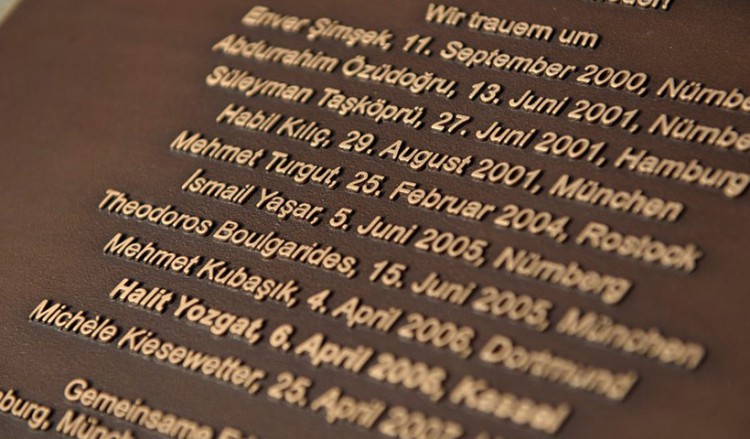 Wir trauern um
Enver Şimşek, 11. September 2000, Nürnbe
Abdurrahim Özüdoğru, 13. Juni 2001, Nürnbe
Süleyman Taşköprü, 27. Juni 2001, Hamburg
Habil Kılıç, 29. August 2001, München
Mehmet Turgut, 25. Februar 2004, Rostock
İsmail Yaşar, 5. Juni 2005, Nürnberg
Theodoros Boulgarides, 15. Juni 2005, München
Mehmet Kubaşık, 4. April 2006, Dortmund
Halit Yozgat, 6. April 2006, Kassel
Michèle Kiesewetter, 25. April 2007,
Gemeinsame
burg, Münch